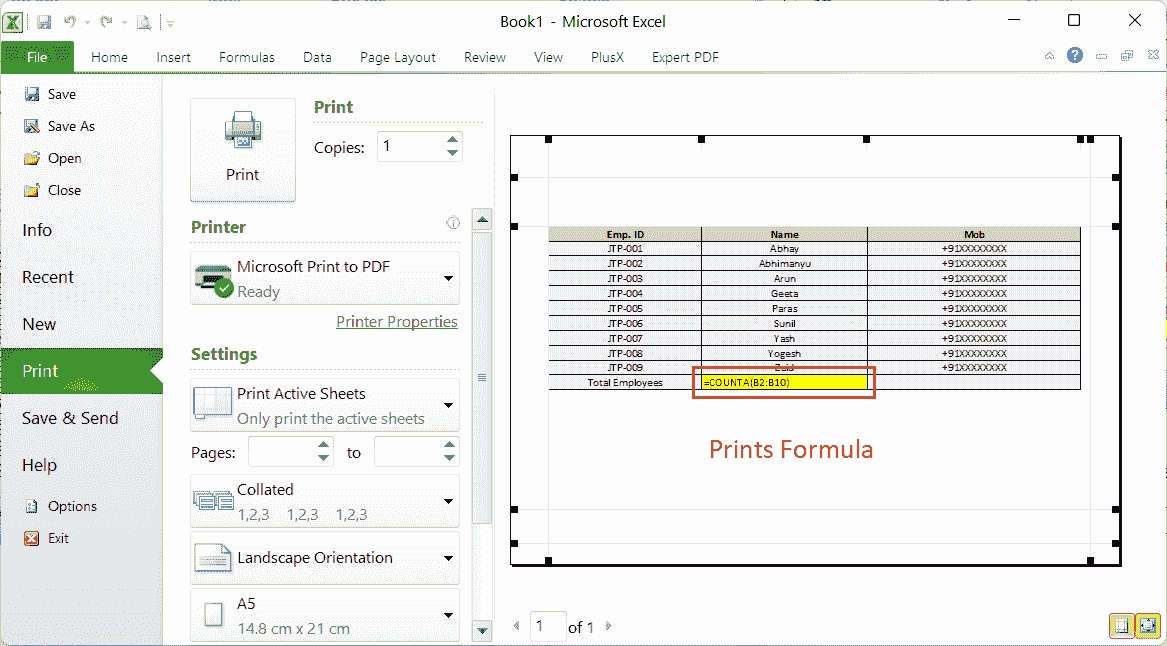 Book1 - Microsoft Excel
File Home Insert Formulas Data Page Layout Review View PlusX Expert PDF
Save
Save As
Open
Close
Info
Recent
New
Print
Save & Send
Help
Options
Exit
Print
Print
Copies: 1
Printer
Microsoft Print to PDF
Ready
Printer Properties
Settings
Print Active Sheets
Only print the active sheets
Pages: to
Collated
1,2,3 1,2,3 1,2,3
Landscape Orientation
A5
14.8 cm x 21 cm
Emp. ID Name Mob
JTP-001 Abhay +91XXXXXXXX
JTP-002 Abhimanyu +91XXXXXXXX
JTP-003 Arun +91XXXXXXXX
JTP-004 Geeta +91XXXXXXXX
JTP-005 Paras +91XXXXXXXX
JTP-006 Sunil +91XXXXXXXX
JTP-007 Yash +91XXXXXXXX
JTP-008 Yogesh +91XXXXXXXX
JTP-009 Zaid +91XXXXXXXX
Total Employees =COUNTA(B2:B10)
Prints Formula
1 of 1